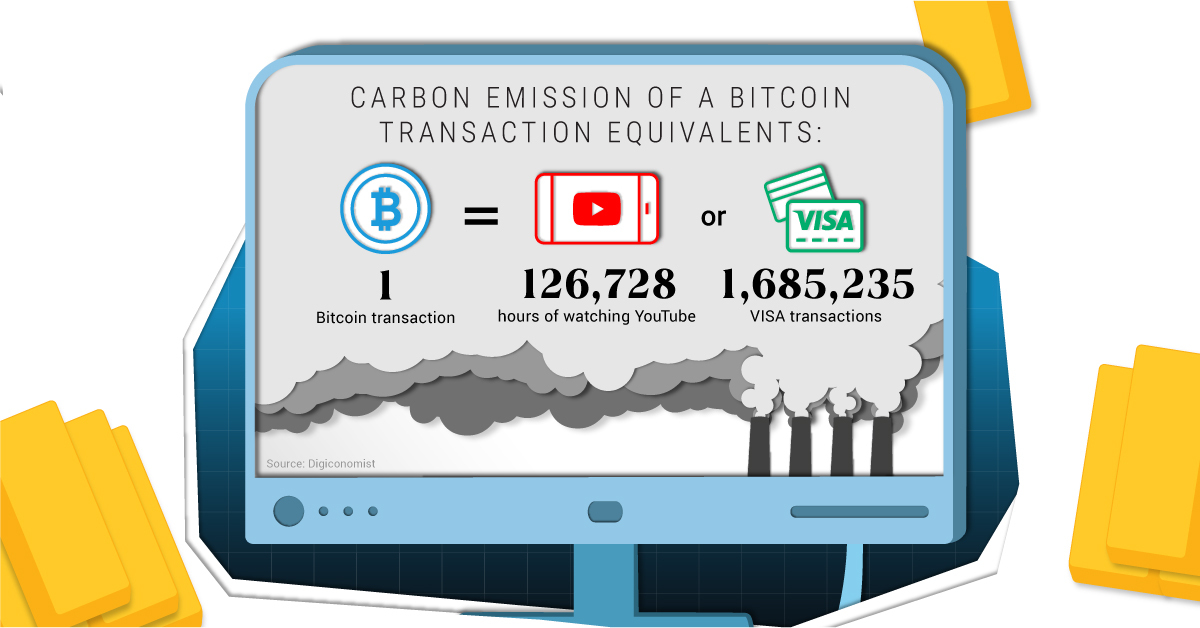 CARBON EMISSION OF A BITCOIN
TRANSACTION EQUIVALENTS:
=
or
VISA
1
126,728
1,685,235
Bitcoin transaction
hours of watching YouTube
VISA transactions
Source: Digiconomist